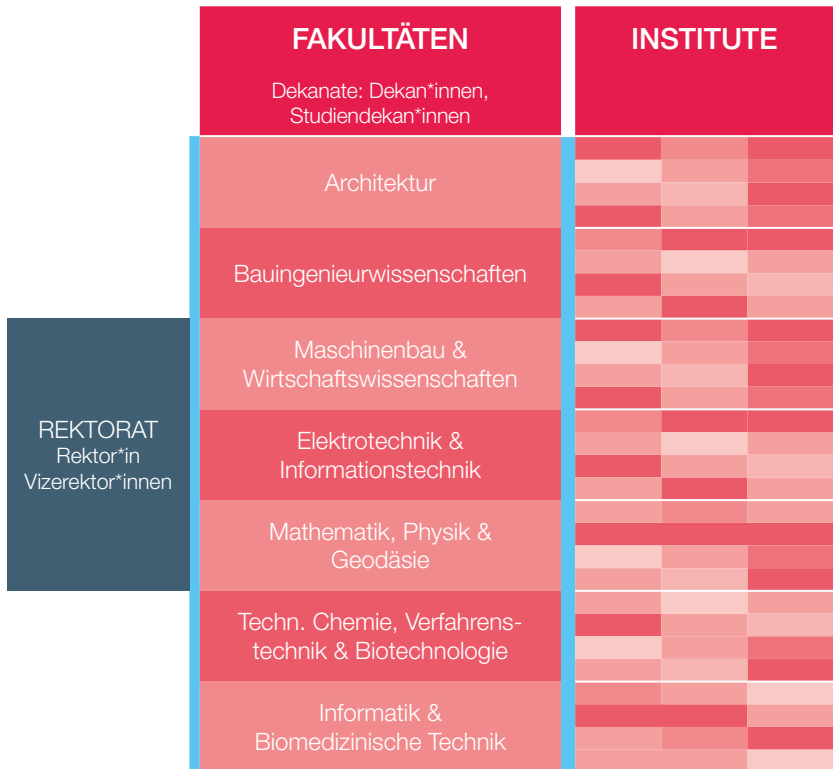 FAKULTÄTEN
Dekanate: Dekan*innen,
Studiendekan*innen
INSTITUTE
Architektur
Bauingenieurwissenschaften
Maschinenbau &
Wirtschaftswissenschaften
REKTORAT
Rektor*in
Vizerektor*innen
Elektrotechnik &
Informationstechnik
Mathematik, Physik &
Geodäsie
Techn. Chemie, Verfahrens-
technik & Biotechnologie
Informatik &
Biomedizinische Technik